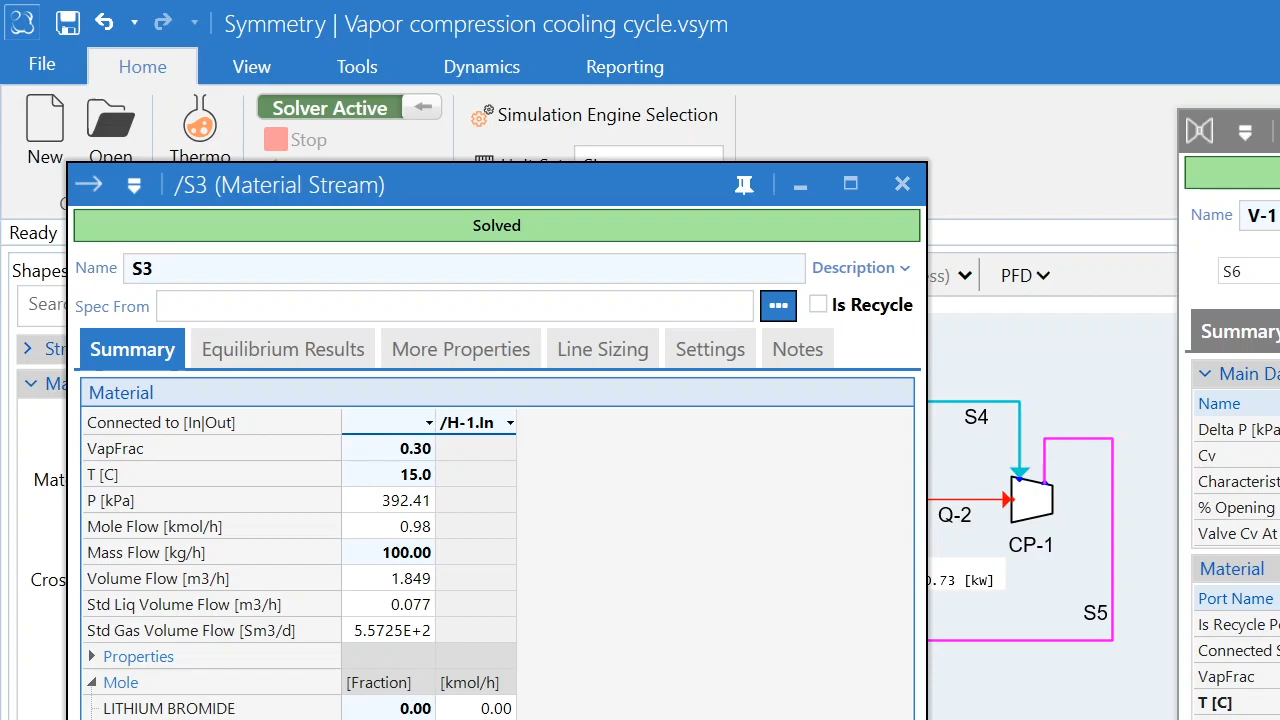 Symmetry | Vapor compression cooling cycle.vsym
File Home View Tools Dynamics Reporting
New Open Thermo
Solver Active
Stop
Simulation Engine Selection
Ready
Shapes
/S3 (Material Stream)
Solved
Name S3 Description
Spec From Is Recycle
Summary Equilibrium Results More Properties Line Sizing Settings Notes
Material
Connected to [In|Out] /H-1.In
VapFrac 0.30
T [C] 15.0
P [kPa] 392.41
Mole Flow [kmol/h] 0.98
Mass Flow [kg/h] 100.00
Volume Flow [m3/h] 1.849
Std Liq Volume Flow [m3/h] 0.077
Std Gas Volume Flow [Sm3/d] 5.5725E+2
Properties
Mole [Fraction] [kmol/h]
LITHIUM BROMIDE 0.00 0.00
PFD
S4
Q-2
CP-1
0.73 [kW]
S5
Name V-1
S6
Summary
Main Da
Name
Delta P [kPa
Cv
Characterist
% Opening
Valve Cv At
Material
Port Name
Is Recycle Po
Connected S
VapFrac
T [C]